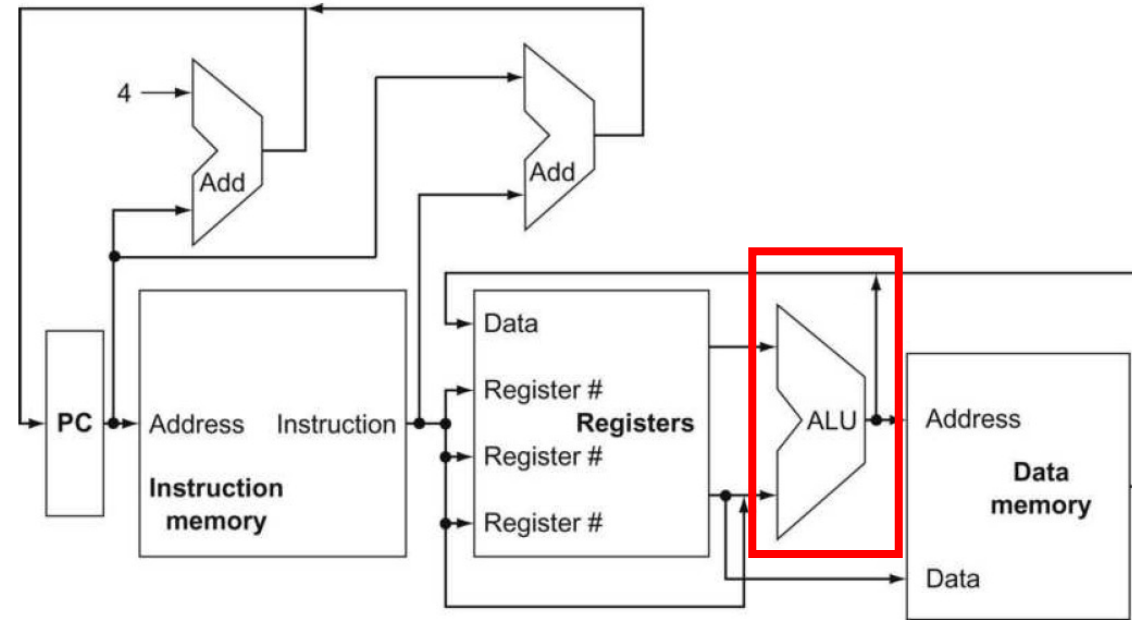 4
Add
Add
Data
Register #
Registers
Register #
Register #
PC
Address
Instruction
Instruction
memory
ALU
Address
Data
memory
Data